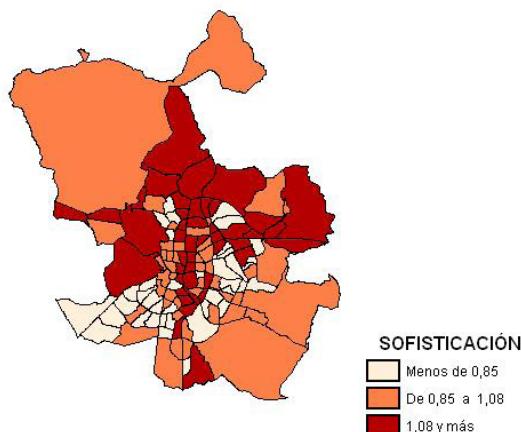 SOFISTICACIÓN
Menos de 0,85
De 0,85 a 1,08
1,08 y más